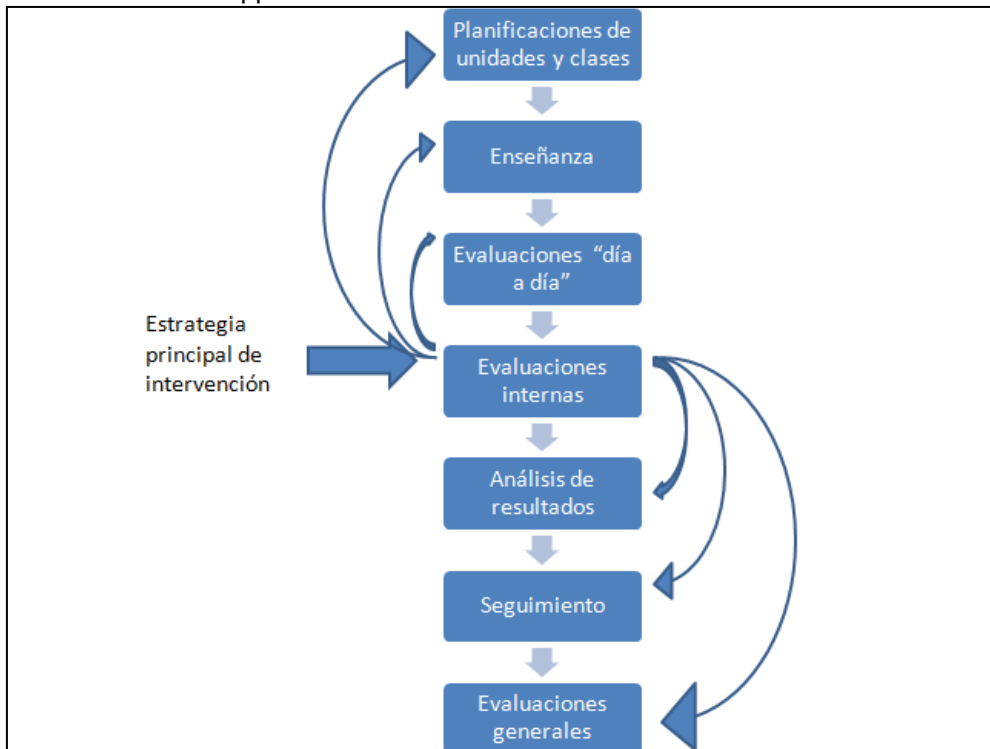 Planificaciones de
unidades y clases
Enseñanza
Evaluaciones “día
a día”
Estrategia
principal de
intervención
Evaluaciones
internas
Análisis de
resultados
Seguimiento
Evaluaciones
generales